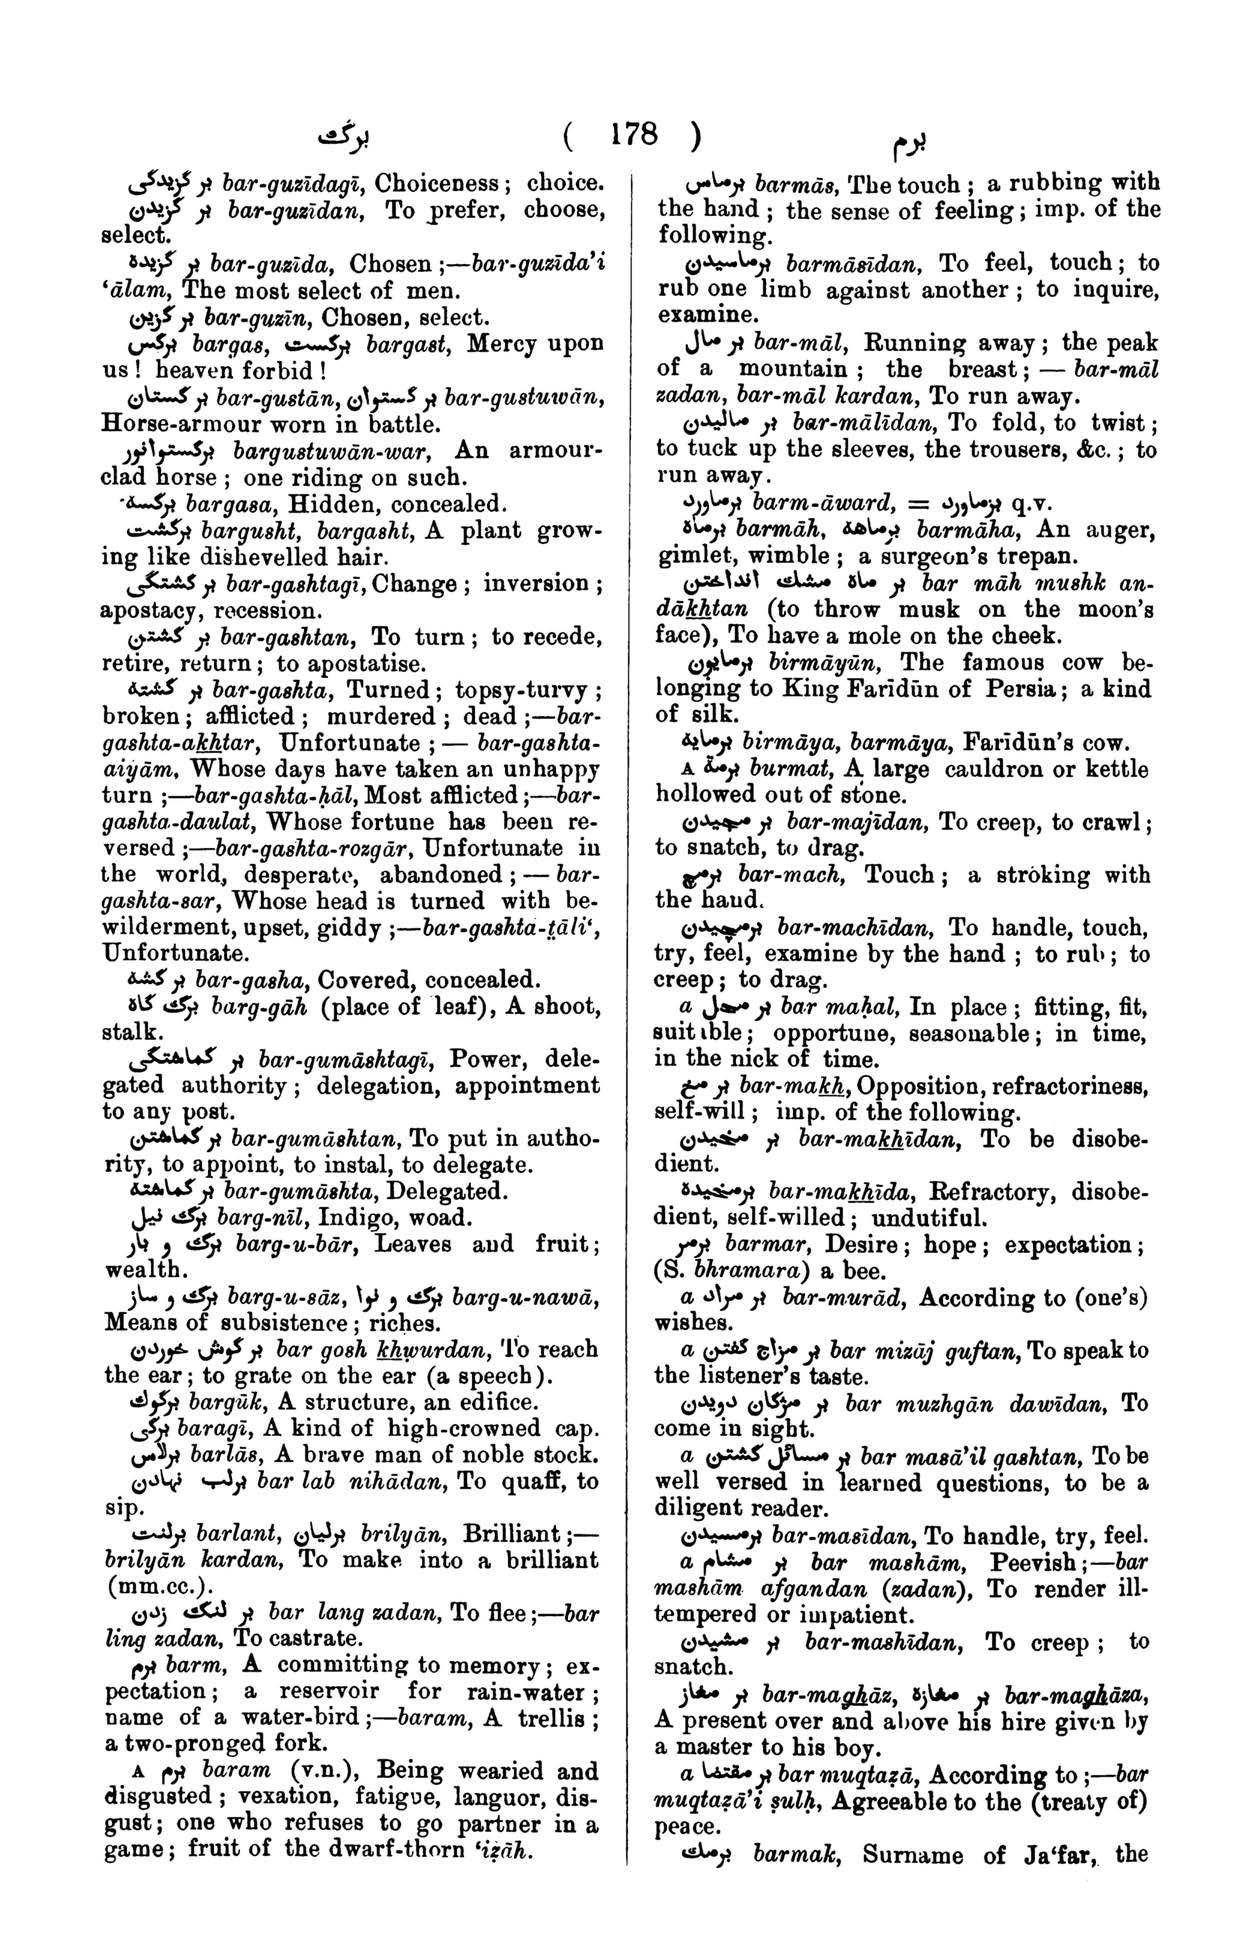 برگ ( 178 ) برم
بر گزیدگی bar-guzīdagī, Choiceness; choice.
بر گزیدن bar-guzīdan, To prefer, choose,
select.
بر گزیده bar-guzīda, Chosen;—bar-guzīda’i
‘ālam, The most select of men.
بر گزین bar-guzīn, Chosen, select.
برگس bargas, برگست bargast, Mercy upon
us! heaven forbid!
بر گستان bar-gustān, بر گستوان bar-gustuwān,
Horse-armour worn in battle.
برگستوانور bargustuwān-war, An armour-
clad horse; one riding on such.
برگسه bargasa, Hidden, concealed.
برگشت bargusht, bargasht, A plant grow-
ing like dishevelled hair.
بر گشتگی bar-gashtagī, Change; inversion;
apostacy, recession.
بر گشتن bar-gashtan, To turn; to recede,
retire, return; to apostatise.
بر گشته bar-gashta, Turned; topsy-turvy;
broken; afflicted; murdered; dead;—bar-
gashta-akhtar, Unfortunate;—bar-gashta-
aiyām, Whose days have taken an unhappy
turn;—bar-gashta-ḥāl, Most afflicted;—bar-
gashta-daulat, Whose fortune has been re-
versed;—bar-gashta-rozgār, Unfortunate in
the world, desperate, abandoned;—bar-
gashta-sar, Whose head is turned with be-
wilderment, upset, giddy;—bar-gashta-t̤āli‘,
Unfortunate.
بر گشه bar-gasha, Covered, concealed.
برگ گاه barg-gāh (place of leaf), A shoot,
stalk.
بر گماشتگی bar-gumāshtagī, Power, dele-
gated authority; delegation, appointment
to any post.
بر گماشتن bar-gumāshtan, To put in autho-
rity, to appoint, to instal, to delegate.
بر گماشته bar-gumāshta, Delegated.
برگ نیل barg-nīl, Indigo, woad.
برگ و بار barg-u-bār, Leaves and fruit;
wealth.
برگ و ساز barg-u-sāz, برگ و نوا barg-u-nawā,
Means of subsistence; riches.
بر گوش خوردن bar gosh khẉurdan, To reach
the ear; to grate on the ear (a speech).
برگوك bargūk, A structure, an edifice.
برگی baragī, A kind of high-crowned cap.
برلاس barlās, A brave man of noble stock.
برلب نهادن bar lab nihādan, To quaff, to
sip.
برلنت barlant, برلیان brilyān, Brilliant;—
brilyān kardan, To make into a brilliant
(mm.cc.).
بر لنگ زدن bar lang zadan, To flee;—bar
ling zadan, To castrate.
برم barm, A committing to memory; ex-
pectation; a reservoir for rain-water;
name of a water-bird;—baram, A trellis;
a two-pronged fork.
A برم baram (v.n.), Being wearied and
disgusted; vexation, fatigue, languor, dis-
gust; one who refuses to go partner in a
game; fruit of the dwarf-thorn ‘iẓāh.
برماس barmās, The touch; a rubbing with
the hand; the sense of feeling; imp. of the
following.
برماسیدن barmāsīdan, To feel, touch; to
rub one limb against another; to inquire,
examine.
بر مال bar-māl, Running away; the peak
of a mountain; the breast;—bar-māl
zadan, bar-māl kardan, To run away.
بر مالیدن bar-mālīdan, To fold, to twist;
to tuck up the sleeves, the trousers, &c.; to
run away.
برماورد barm-āward, = بزماورد q.v.
برماه barmāh, برماهه barmāha, An auger,
gimlet, wimble; a surgeon’s trepan.
بر ماه مشك انداختن bar māh mushk an-
dākhtan (to throw musk on the moon’s
face), To have a mole on the cheek.
برمایون birmāyūn, The famous cow be-
longing to King Farīdūn of Persia; a kind
of silk.
برمایه birmāya, barmāya, Farīdūn’s cow.
A برمة burmat, A large cauldron or kettle
hollowed out of stone.
بر مجیدن bar-majīdan, To creep, to crawl;
to snatch, to drag.
برمچ bar-mach, Touch; a stroking with
the hand.
برمچیدن bar-machīdan, To handle, touch,
try, feel, examine by the hand; to rub; to
creep; to drag.
a بر محل bar maḥal, In place; fitting, fit,
suitable; opportune, seasonable; in time,
in the nick of time.
بر مخ bar-makh, Opposition, refractoriness,
self-will; imp. of the following.
بر مخیدن bar-makhīdan, To be disobe-
dient.
برمخیده bar-makhīda, Refractory, disobe-
dient, self-willed; undutiful.
برمر barmar, Desire; hope; expectation;
(S. bhramara) a bee.
a بر مراد bar-murād, According to (one’s)
wishes.
a بر مزاج گفتن bar mizāj guftan, To speak to
the listener’s taste.
بر مژگان دویدن bar muzhgān dawīdan, To
come in sight.
a بر مسائل گشتن bar masā’il gashtan, To be
well versed in learned questions, to be a
diligent reader.
برمسیدن bar-masīdan, To handle, try, feel.
a بر مشام bar mashām, Peevish;—bar
mashām afgandan (zadan), To render ill-
tempered or impatient.
بر مشیدن bar-mashīdan, To creep; to
snatch.
بر مغاز bar-maghāz, بر مغازه bar-maghāza,
A present over and above his hire given by
a master to his boy.
a بر مقتضا bar muqtaẓā, According to;—bar
muqtaẓā’i ṣulḥ, Agreeable to the (treaty of)
peace.
برمك barmak, Surname of Ja‘far, the